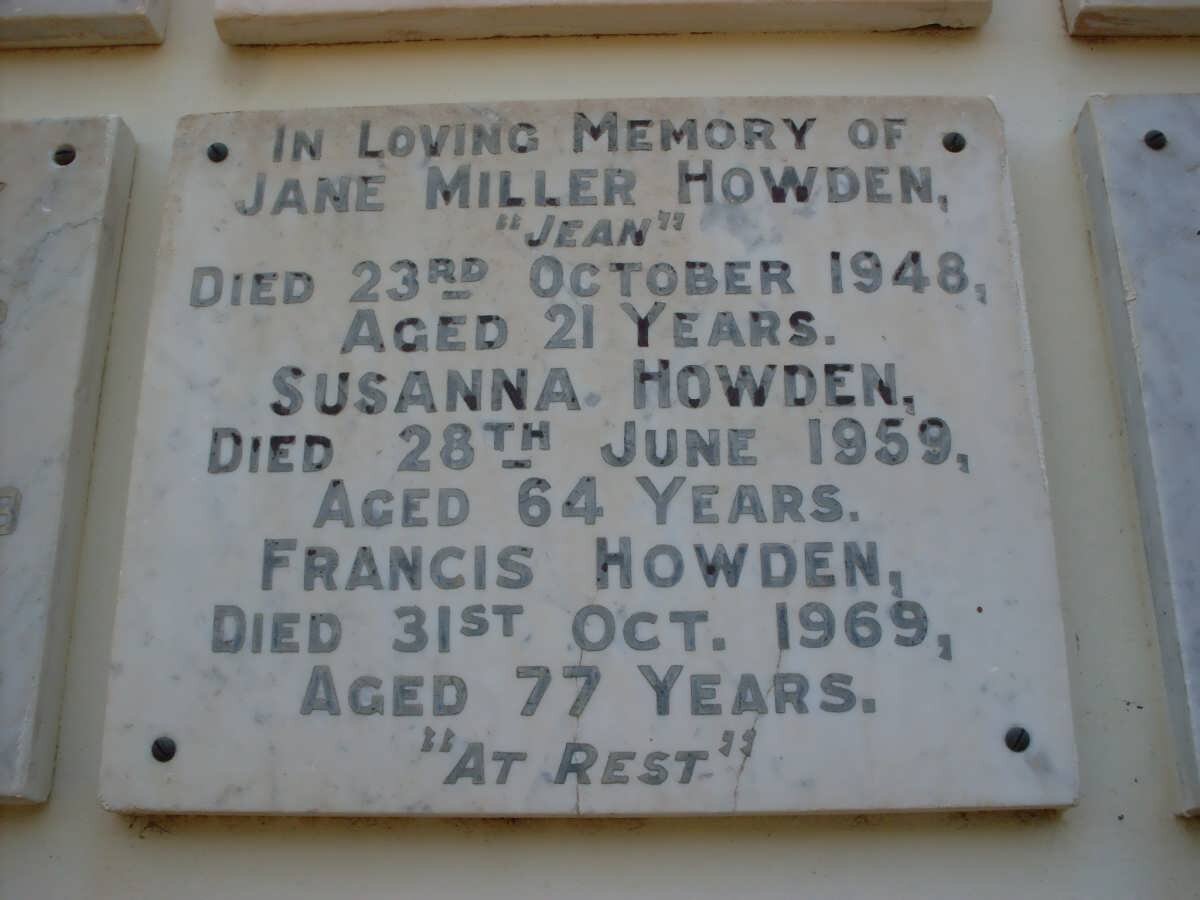 In Loving Memory of
Jane Miller Howden,
"Jean"
Died 23rd October 1948,
Aged 21 Years.
Susanna Howden,
Died 28th June 1959,
Aged 64 Years.
Francis Howden,
Died 31st Oct. 1969,
Aged 77 Years.
"At Rest"